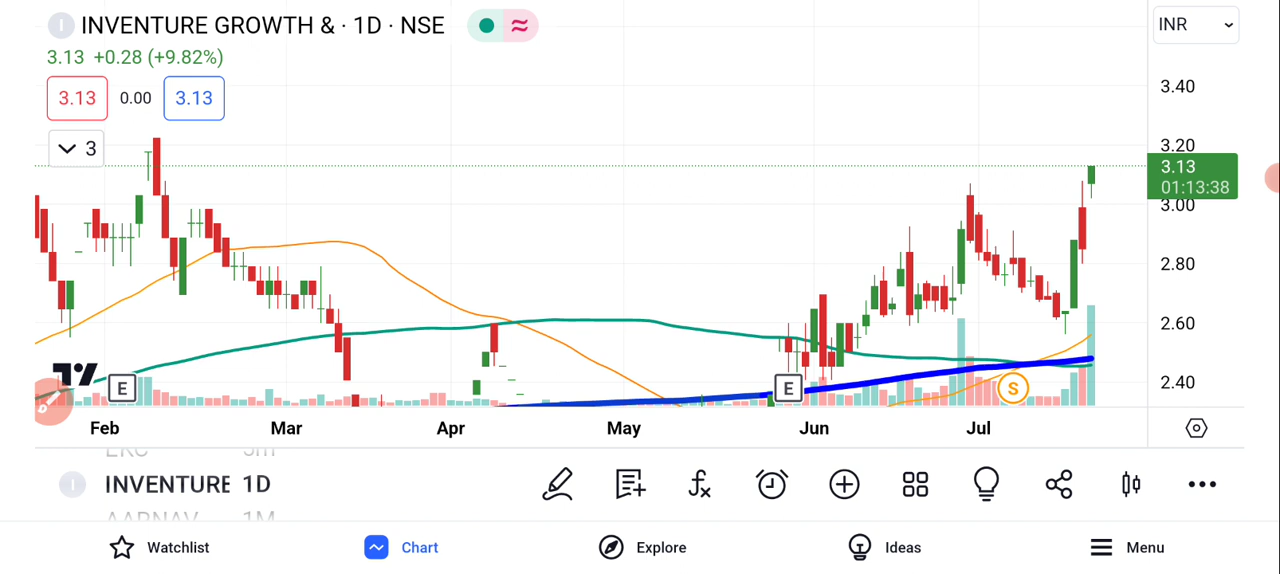 INVENTURE GROWTH & · 1D · NSE
INR
3.13 +0.28 (+9.82%)
3.13 0.00 3.13
3
3.40
3.20
3.13
01:13:38
3.00
2.80
2.60
2.40
E E S
Feb Mar Apr May Jun Jul
INVENTURE 1D
AARNAV 1M
Watchlist Chart Explore Ideas Menu